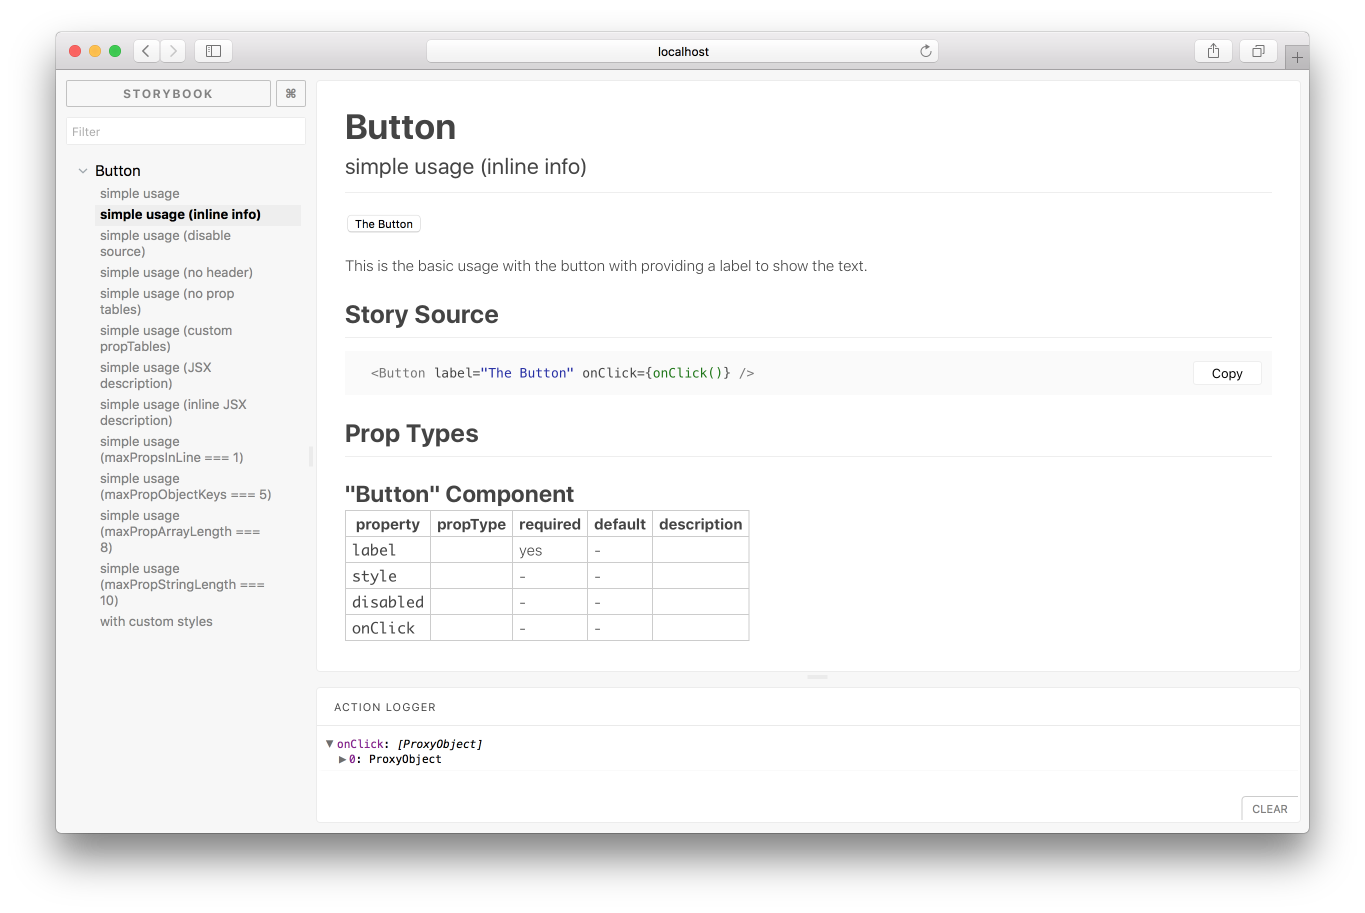 localhost
STORYBOOK
⌘
Filter
Button
simple usage
simple usage (inline info)
simple usage (disable
source)
simple usage (no header)
simple usage (no prop
tables)
simple usage (custom
propTables)
simple usage (JSX
description)
simple usage (inline JSX
description)
simple usage
(maxPropsInLine === 1)
simple usage
(maxPropObjectKeys === 5)
simple usage
(maxPropArrayLength ===
8)
simple usage
(maxPropStringLength ===
10)
with custom styles
Button
simple usage (inline info)
The Button
This is the basic usage with the button with providing a label to show the text.
Story Source
<Button label="The Button" onClick={onClick()} />
Copy
Prop Types
"Button" Component
property propType required default description
label yes -
style - -
disabled - -
onClick - -
ACTION LOGGER
▼onClick: [ProxyObject]
▶0: ProxyObject
CLEAR